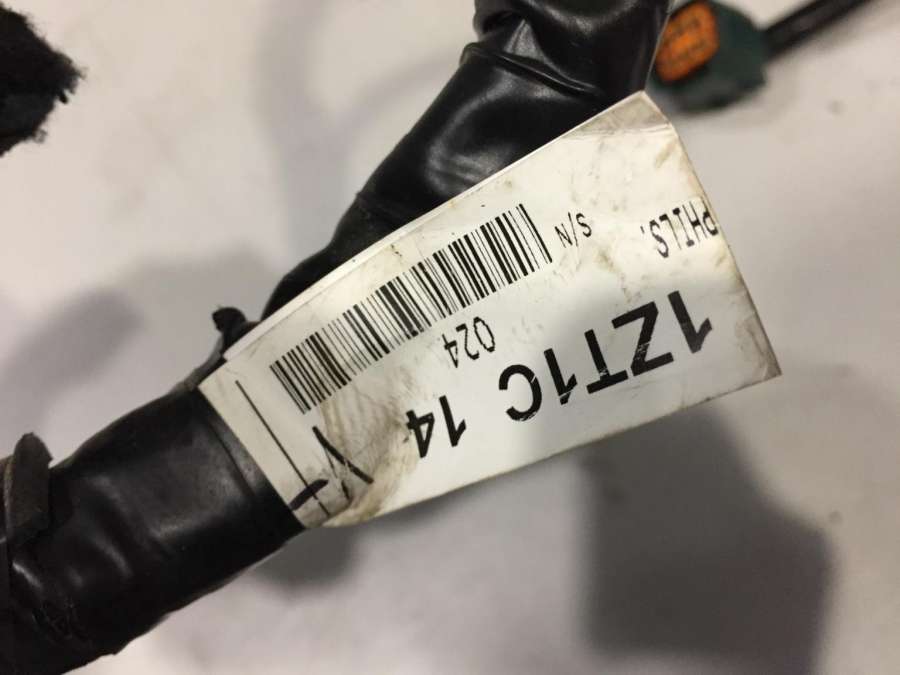 1ZT1C 14
024
PHILS.
S/N